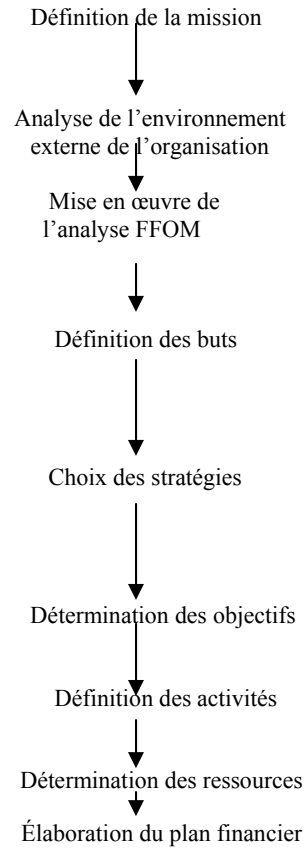 Définition de la mission
Analyse de l’environnement
externe de l’organisation
Mise en œuvre de
l’analyse FFOM
Définition des buts
Choix des stratégies
Détermination des objectifs
Définition des activités
Détermination des ressources
Élaboration du plan financier